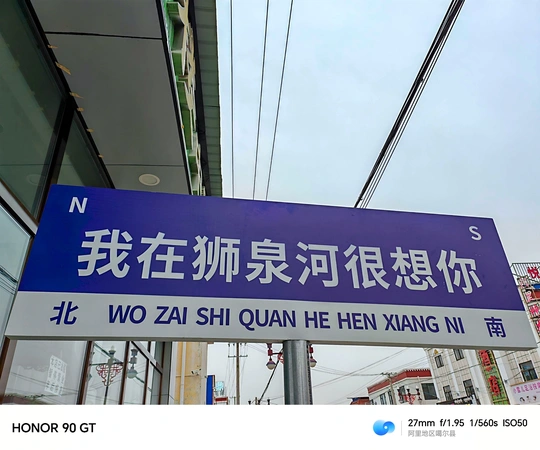 N
S
我在狮泉河很想你
北 WO ZAI SHI QUAN HE HEN XIANG NI 南
HONOR 90 GT
27mm f/1.95 1/560s ISO50
阿里地区噶尔县